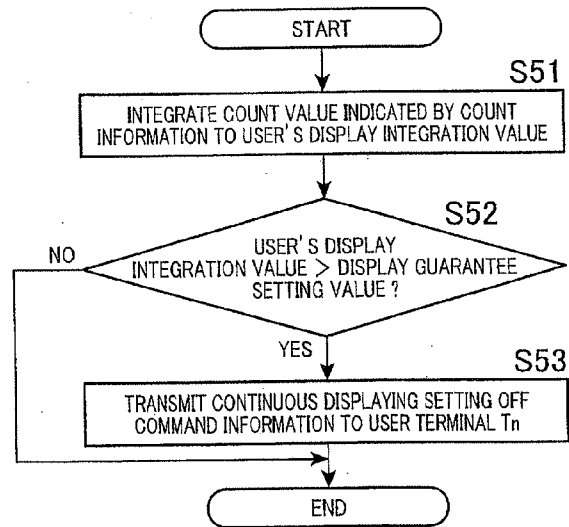 START
S51
INTEGRATE COUNT VALUE INDICATED BY COUNT
INFORMATION TO USER'S DISPLAY INTEGRATION VALUE
S52
USER'S DISPLAY
INTEGRATION VALUE > DISPLAY GUARANTEE
SETTING VALUE ?
NO
YES
S53
TRANSMIT CONTINUOUS DISPLAYING SETTING OFF
COMMAND INFORMATION TO USER TERMINAL Tn
END